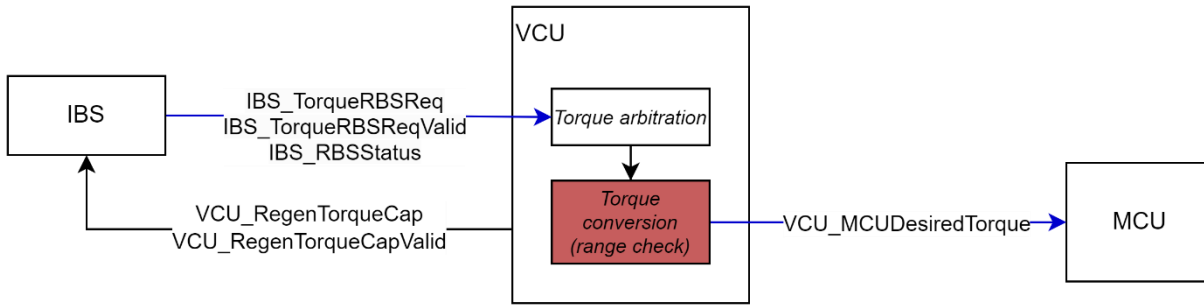 VCU
IBS
IBS_TorqueRBSReq
IBS_TorqueRBSReqValid
IBS_RBSStatus
Torque arbitration
VCU_RegenTorqueCap
VCU_RegenTorqueCapValid
Torque
conversion
(range check)
VCU_MCUDesiredTorque
MCU